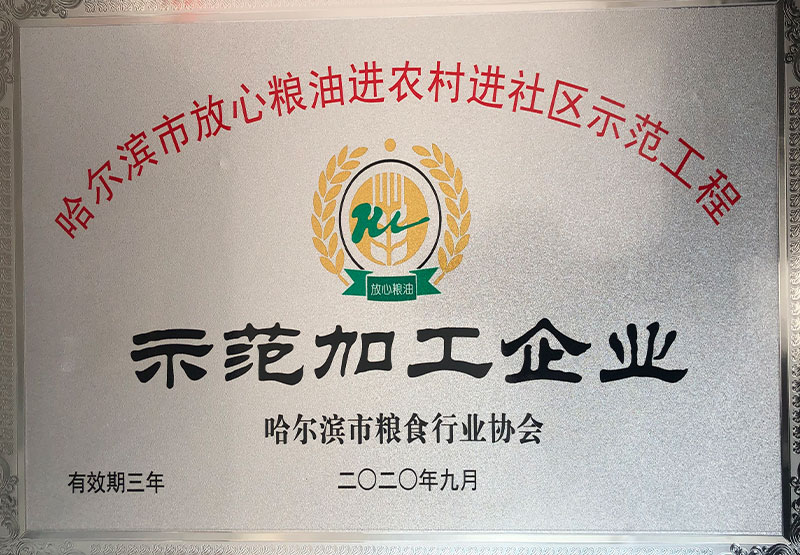 哈尔滨市放心粮油进农村进社区示范工程
放心粮油
示范加工企业
哈尔滨市粮食行业协会
有效期三年
二〇二〇年九月